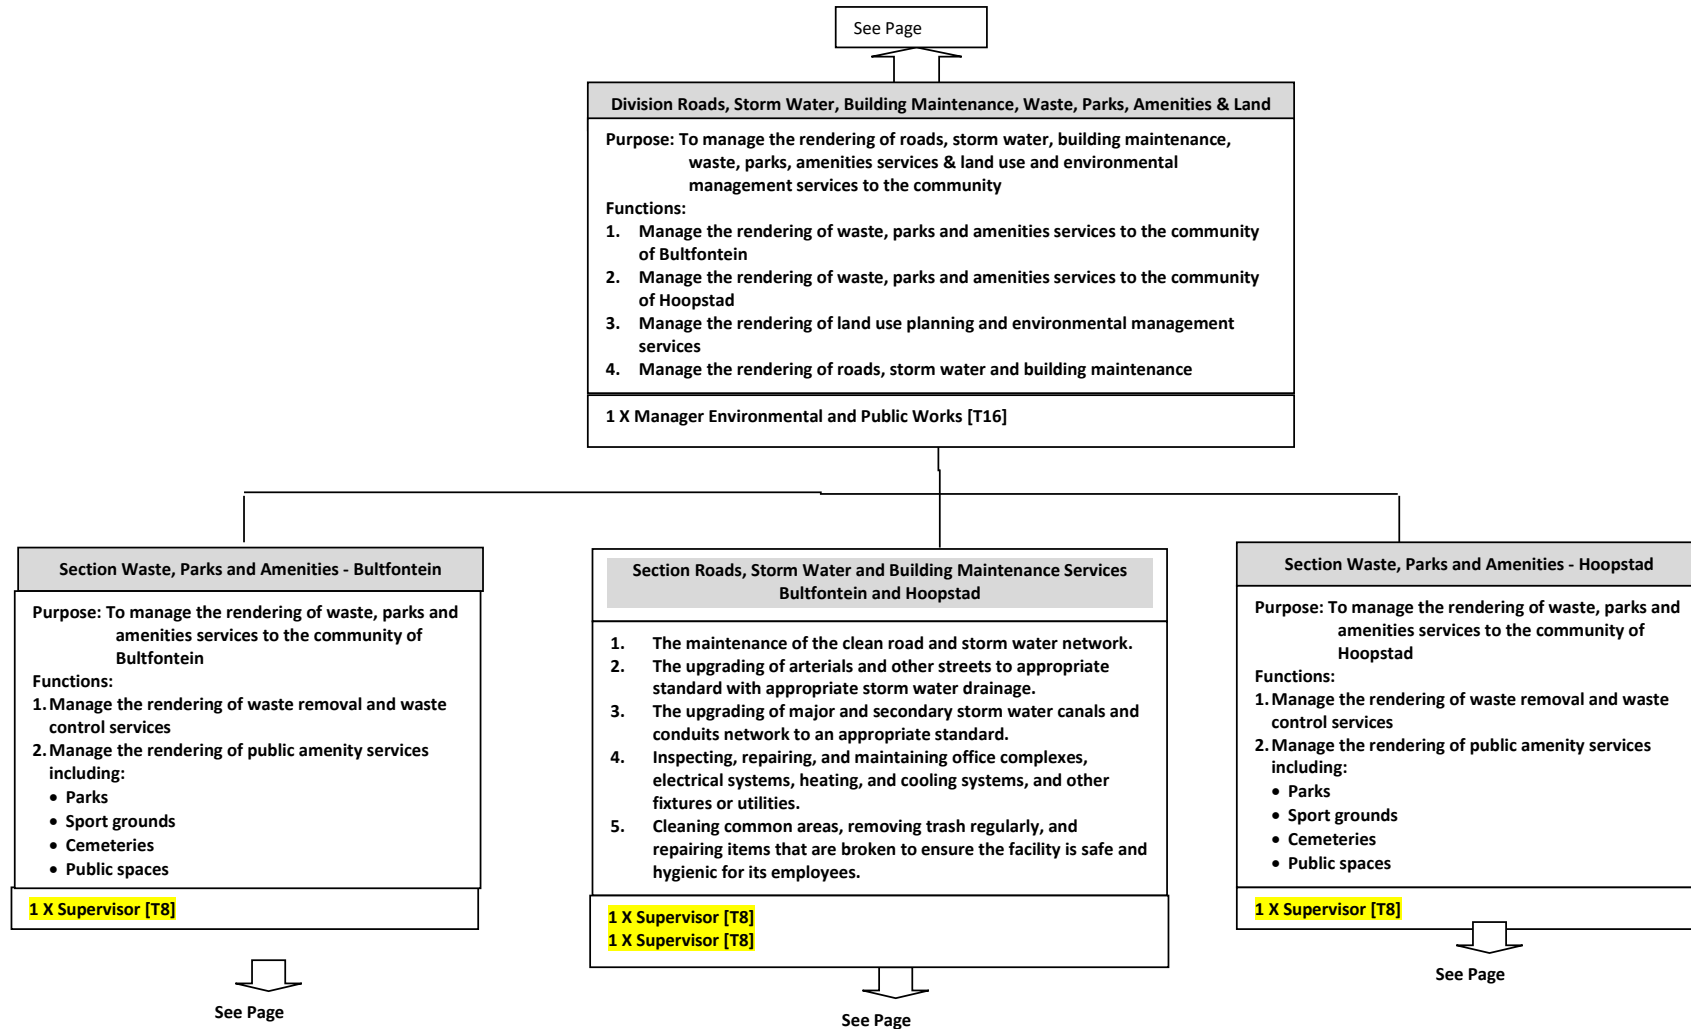 See Page
Division Roads, Storm Water, Building Maintenance, Waste, Parks, Amenities & Land
Purpose: To manage the rendering of roads, storm water, building maintenance,
waste, parks, amenities services & land use and environmental
management services to the community
Functions:
1. Manage the rendering of waste, parks and amenities services to the community
of Bultfontein
2. Manage the rendering of waste, parks and amenities services to the community
of Hoopstad
3. Manage the rendering of land use planning and environmental management
services
4. Manage the rendering of roads, storm water and building maintenance
1 X Manager Environmental and Public Works [T16]
Section Waste, Parks and Amenities - Bultfontein
Purpose: To manage the rendering of waste, parks and
amenities services to the community of
Bultfontein
Functions:
1. Manage the rendering of waste removal and waste
control services
2. Manage the rendering of public amenity services
including:
• Parks
• Sport grounds
• Cemeteries
• Public spaces
1 X Supervisor [T8]
See Page
Section Roads, Storm Water and Building Maintenance Services
Bultfontein and Hoopstad
1. The maintenance of the clean road and storm water network.
2. The upgrading of arterials and other streets to appropriate
standard with appropriate storm water drainage.
3. The upgrading of major and secondary storm water canals and
conduits network to an appropriate standard.
4. Inspecting, repairing, and maintaining office complexes,
electrical systems, heating, and cooling systems, and other
fixtures or utilities.
5. Cleaning common areas, removing trash regularly, and
repairing items that are broken to ensure the facility is safe and
hygienic for its employees.
1 X Supervisor [T8]
1 X Supervisor [T8]
See Page
Section Waste, Parks and Amenities - Hoopstad
Purpose: To manage the rendering of waste, parks and
amenities services to the community of
Hoopstad
Functions:
1. Manage the rendering of waste removal and waste
control services
2. Manage the rendering of public amenity services
including:
• Parks
• Sport grounds
• Cemeteries
• Public spaces
1 X Supervisor [T8]
See Page